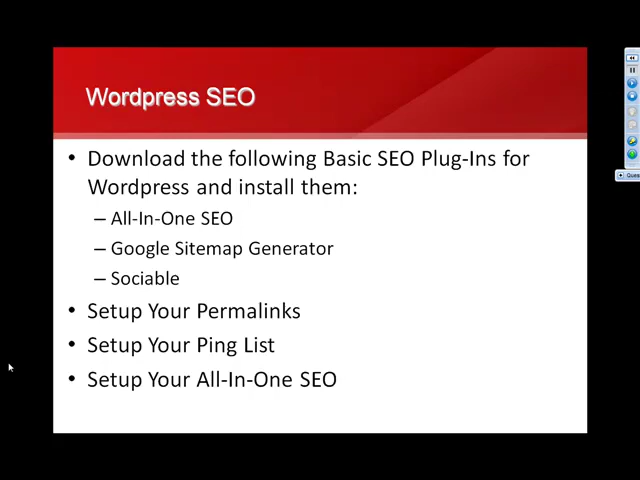 Wordpress SEO
• Download the following Basic SEO Plug-Ins for
Wordpress and install them:
– All-In-One SEO
– Google Sitemap Generator
– Sociable
• Setup Your Permalinks
• Setup Your Ping List
• Setup Your All-In-One SEO
Ques